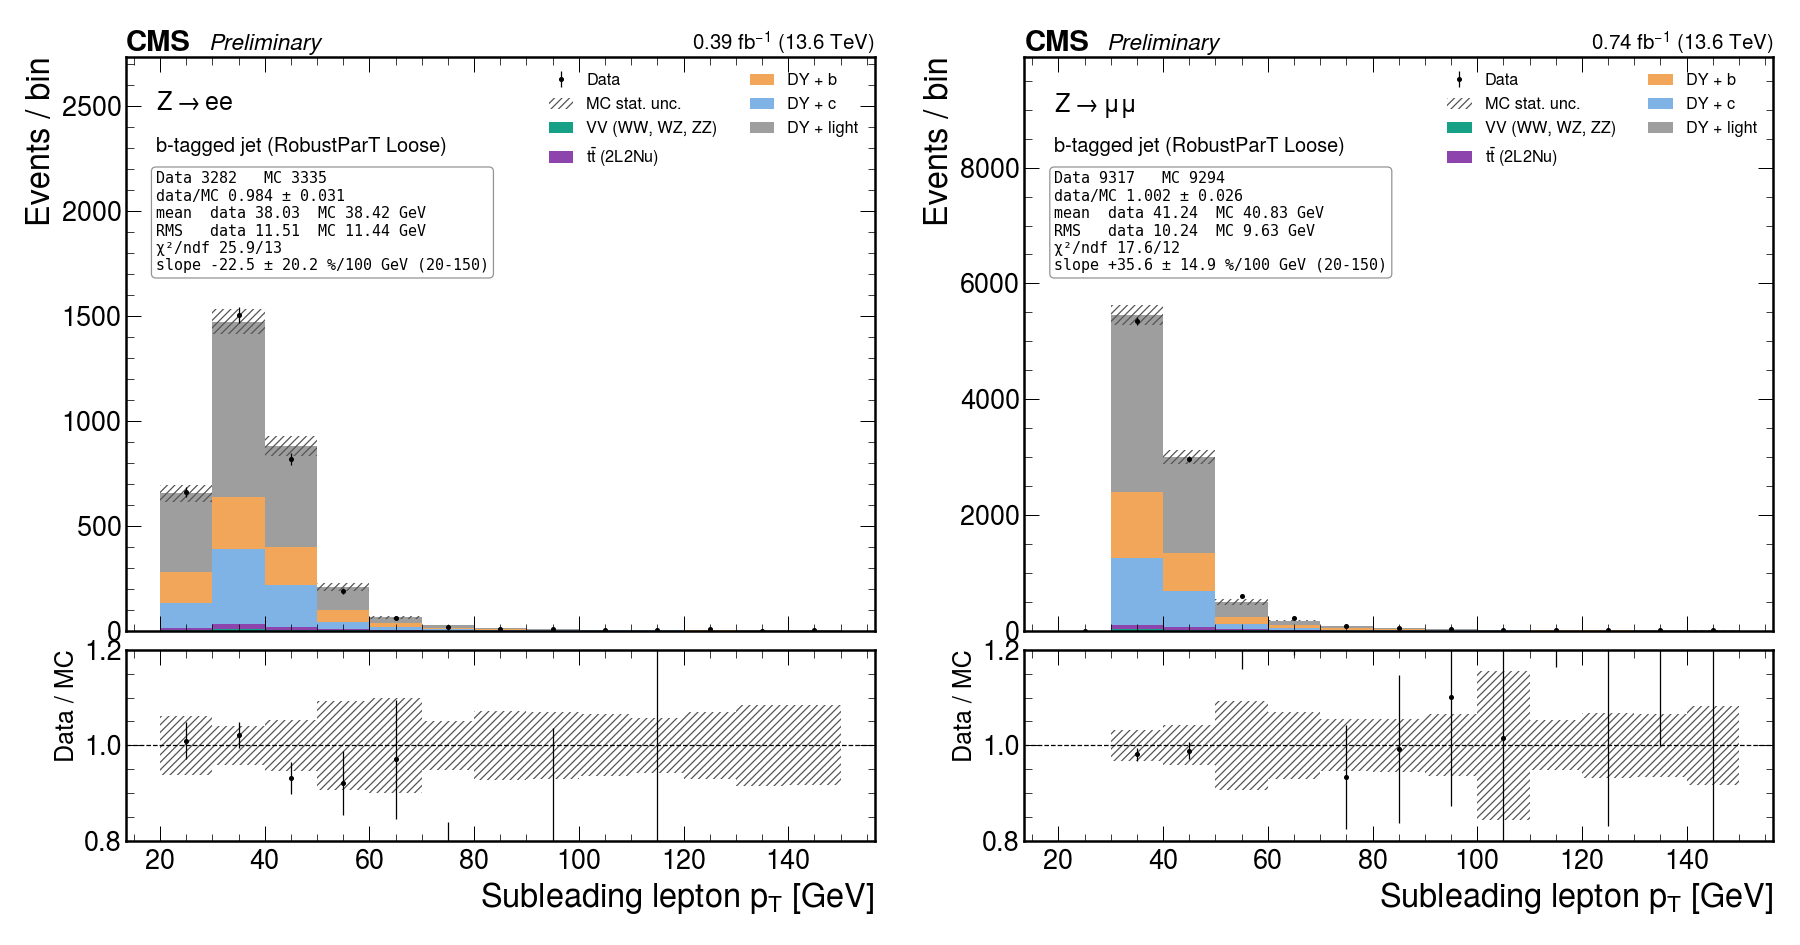 CMS Preliminary 0.39 fb⁻¹ (13.6 TeV)
Events / bin
Z→ee
b-tagged jet (RobustParT Loose)
Data 3282 MC 3335
data/MC 0.984 ± 0.031
mean data 38.03 MC 38.42 GeV
RMS data 11.51 MC 11.44 GeV
χ²/ndf 25.9/13
slope -22.5 ± 20.2 %/100 GeV (20-150)
Data
MC stat. unc.
VV (WW, WZ, ZZ)
tt̄ (2L2Nu)
DY + b
DY + c
DY + light
2500
2000
1500
1000
500
0
Data / MC
1.2
1.0
0.8
20 40 60 80 100 120 140
Subleading lepton p_T [GeV]
CMS Preliminary 0.74 fb⁻¹ (13.6 TeV)
Events / bin
Z→μμ
b-tagged jet (RobustParT Loose)
Data 9317 MC 9294
data/MC 1.002 ± 0.026
mean data 41.24 MC 40.83 GeV
RMS data 10.24 MC 9.63 GeV
χ²/ndf 17.6/12
slope +35.6 ± 14.9 %/100 GeV (20-150)
Data
MC stat. unc.
VV (WW, WZ, ZZ)
tt̄ (2L2Nu)
DY + b
DY + c
DY + light
8000
6000
4000
2000
0
Data / MC
1.2
1.0
0.8
20 40 60 80 100 120 140
Subleading lepton p_T [GeV]